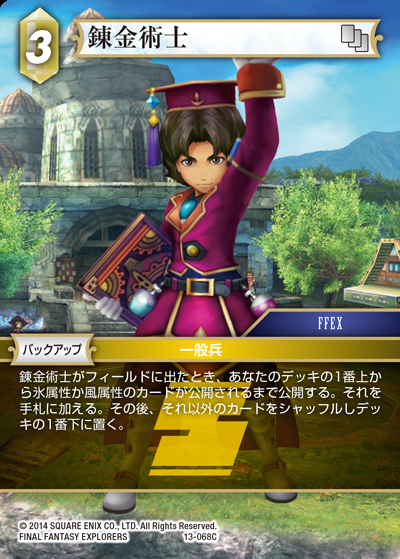 3
錬金術士
FFEX
バックアップ
一般兵
錬金術士がフィールドに出たとき、あなたのデッキの1番上か
ら氷属性か風属性のカードが公開されるまで公開する。それを
手札に加える。その後、それ以外のカードをシャッフルしデッ
キの1番下に置く。
© 2014 SQUARE ENIX CO., LTD. All Rights Reserved.
FINAL FANTASY EXPLORERS
13-068C